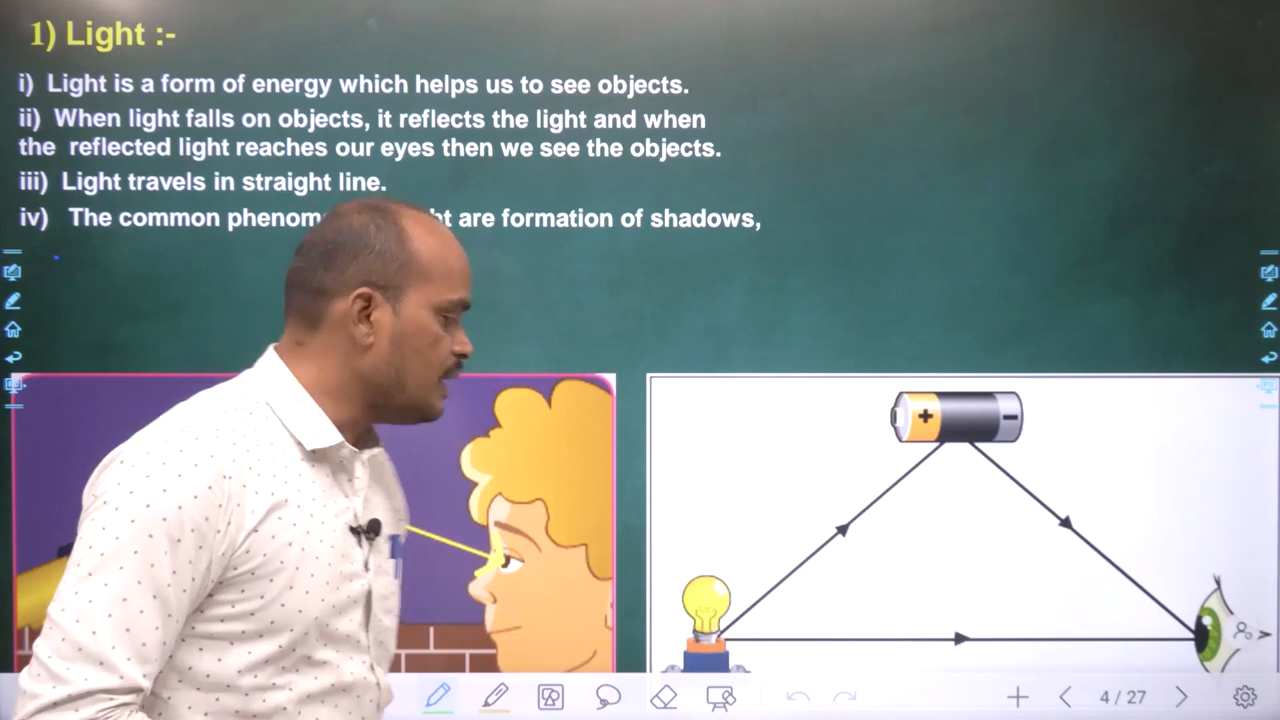 1) Light :-
i) Light is a form of energy which helps us to see objects.
ii) When light falls on objects, it reflects the light and when
the reflected light reaches our eyes then we see the objects.
iii) Light travels in straight line.
iv) The common are formation of shadows,
+ −
4 / 27